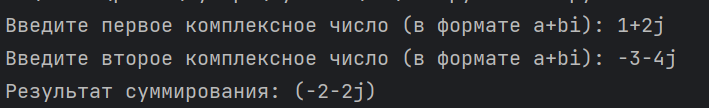 Введите первое комплексное число (в формате a+bi): 1+2j
Введите второе комплексное число (в формате a+bi): -3-4j
Результат суммирования: (-2-2j)